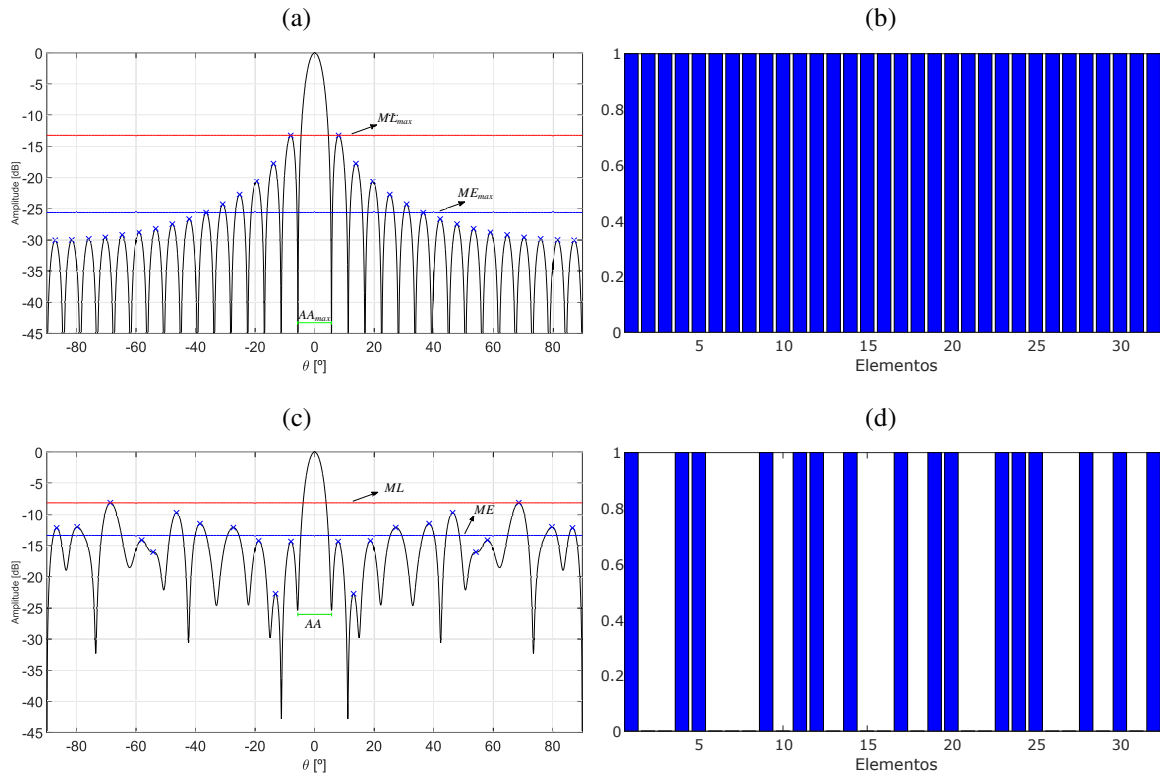 (a)
(b)
0
-5
-10
-15
-20
-25
-30
-35
-40
-45
Amplitude [dB]
ML_max
ME_max
AA_max
-80 -60 -40 -20 0 20 40 60 80
θ [º]
1
0.8
0.6
0.4
0.2
0
5 10 15 20 25 30
Elementos
(c)
(d)
0
-5
-10
-15
-20
-25
-30
-35
-40
-45
Amplitude [dB]
ML
ME
AA
-80 -60 -40 -20 0 20 40 60 80
θ [º]
1
0.8
0.6
0.4
0.2
0
5 10 15 20 25 30
Elementos